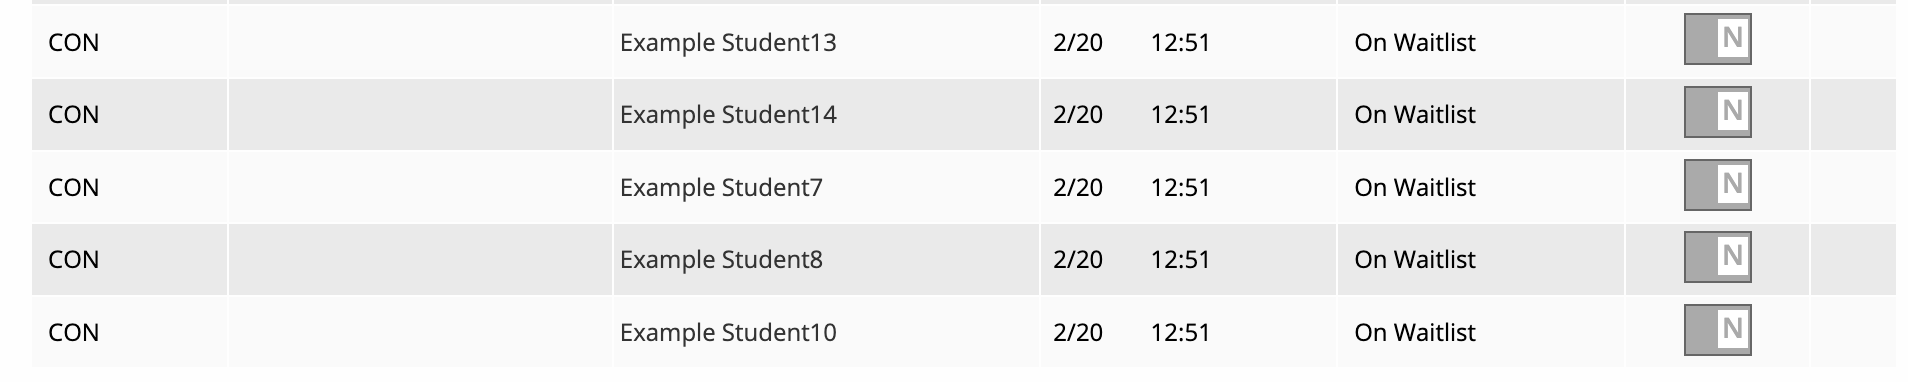 CON Example Student13 2/20 12:51 On Waitlist N
CON Example Student14 2/20 12:51 On Waitlist N
CON Example Student7 2/20 12:51 On Waitlist N
CON Example Student8 2/20 12:51 On Waitlist N
CON Example Student10 2/20 12:51 On Waitlist N